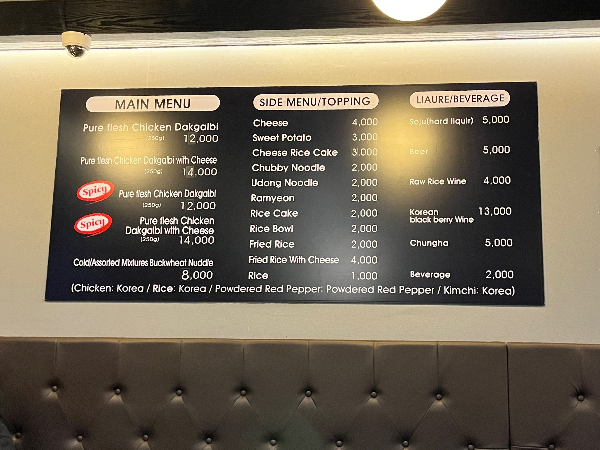 MAIN MENU
Pure flesh Chicken Dakgalbi
(250g) 12,000
Pure flesh Chicken Dakgalbi with Cheese
(250g) 14,000
Spicy Pure flesh Chicken Dakgalbi
(250g) 12,000
Spicy Pure flesh Chicken
Dakgalbi with Cheese
(250g) 14,000
Cold/Assorted Mixtures Buckwheat Nuddle
8,000
SIDE MENU/TOPPING
Cheese 4,000
Sweet Potato 3,000
Cheese Rice Cake 3,000
Chubby Noodle 2,000
Udong Noodle 2,000
Ramyeon 2,000
Rice Cake 2,000
Rice Bowl 2,000
Fried Rice 2,000
Fried Rice With Cheese 4,000
Rice 1,000
LIAURE/BEVERAGE
Soju(hard liquir) 5,000
Beer 5,000
Raw Rice Wine 4,000
Korean
black berry Wine 13,000
Chungha 5,000
Beverage 2,000
(Chicken: Korea / Rice: Korea / Powdered Red Pepper: Powdered Red Pepper / Kimchi: Korea)